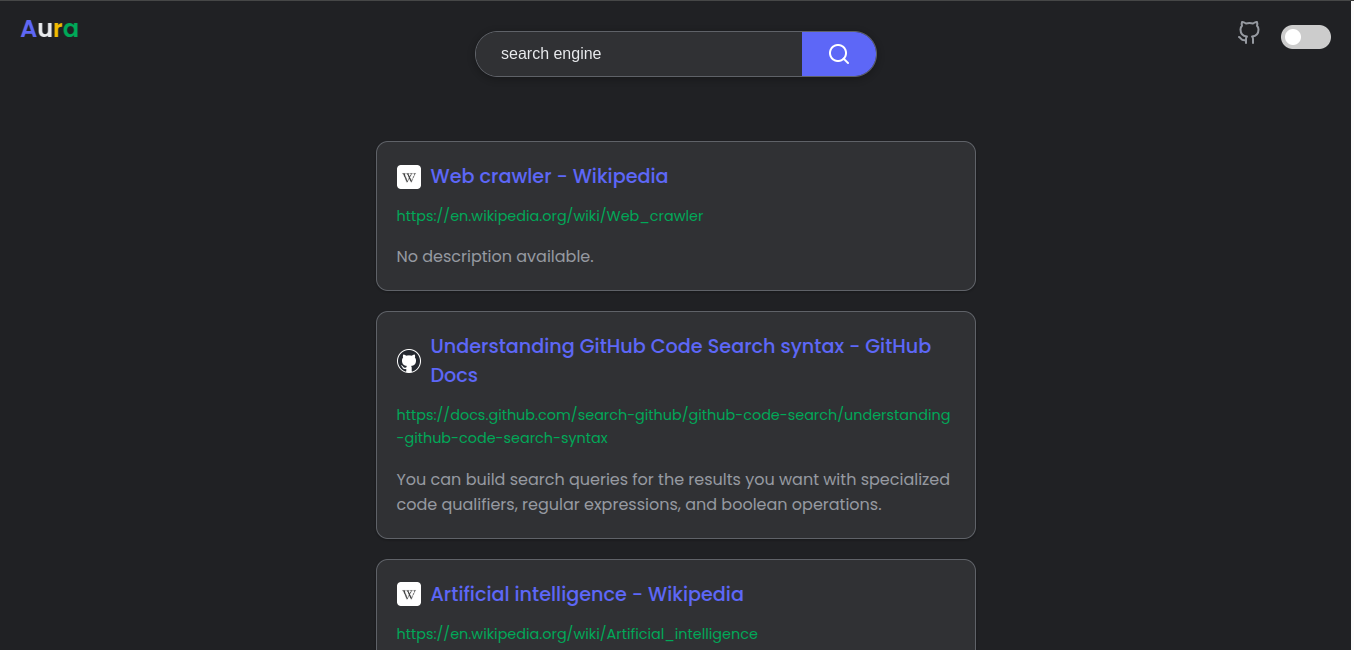 Aura
search engine
W Web crawler - Wikipedia
https://en.wikipedia.org/wiki/Web_crawler
No description available.
Understanding GitHub Code Search syntax - GitHub
Docs
https://docs.github.com/search-github/github-code-search/understanding
-github-code-search-syntax
You can build search queries for the results you want with specialized
code qualifiers, regular expressions, and boolean operations.
W Artificial intelligence - Wikipedia
https://en.wikipedia.org/wiki/Artificial_intelligence